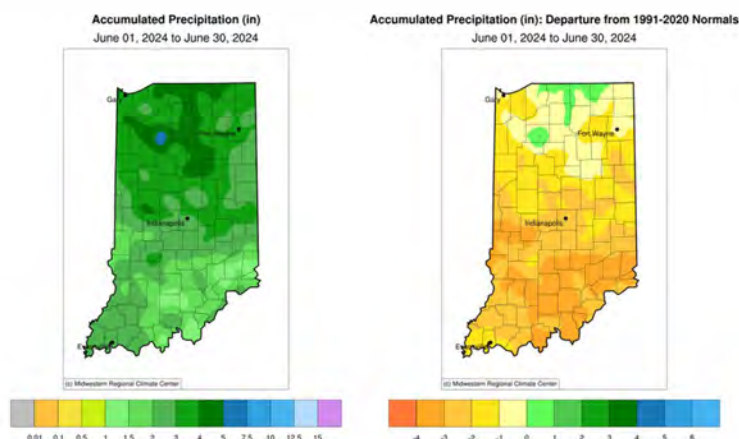 Accumulated Precipitation (in)
June 01, 2024 to June 30, 2024
Gary
Fort Wayne
Indianapolis
(c) Midwestern Regional Climate Center
0.01 0.1 0.5 1 1.5 2 3 4 5 7.5 10 12.5 15
Accumulated Precipitation (in): Departure from 1991-2020 Normals
June 01, 2024 to June 30, 2024
Gary
Fort Wayne
Indianapolis
(c) Midwestern Regional Climate Center
-4 -3 -2 -1 0 1 2 3 4 5 6